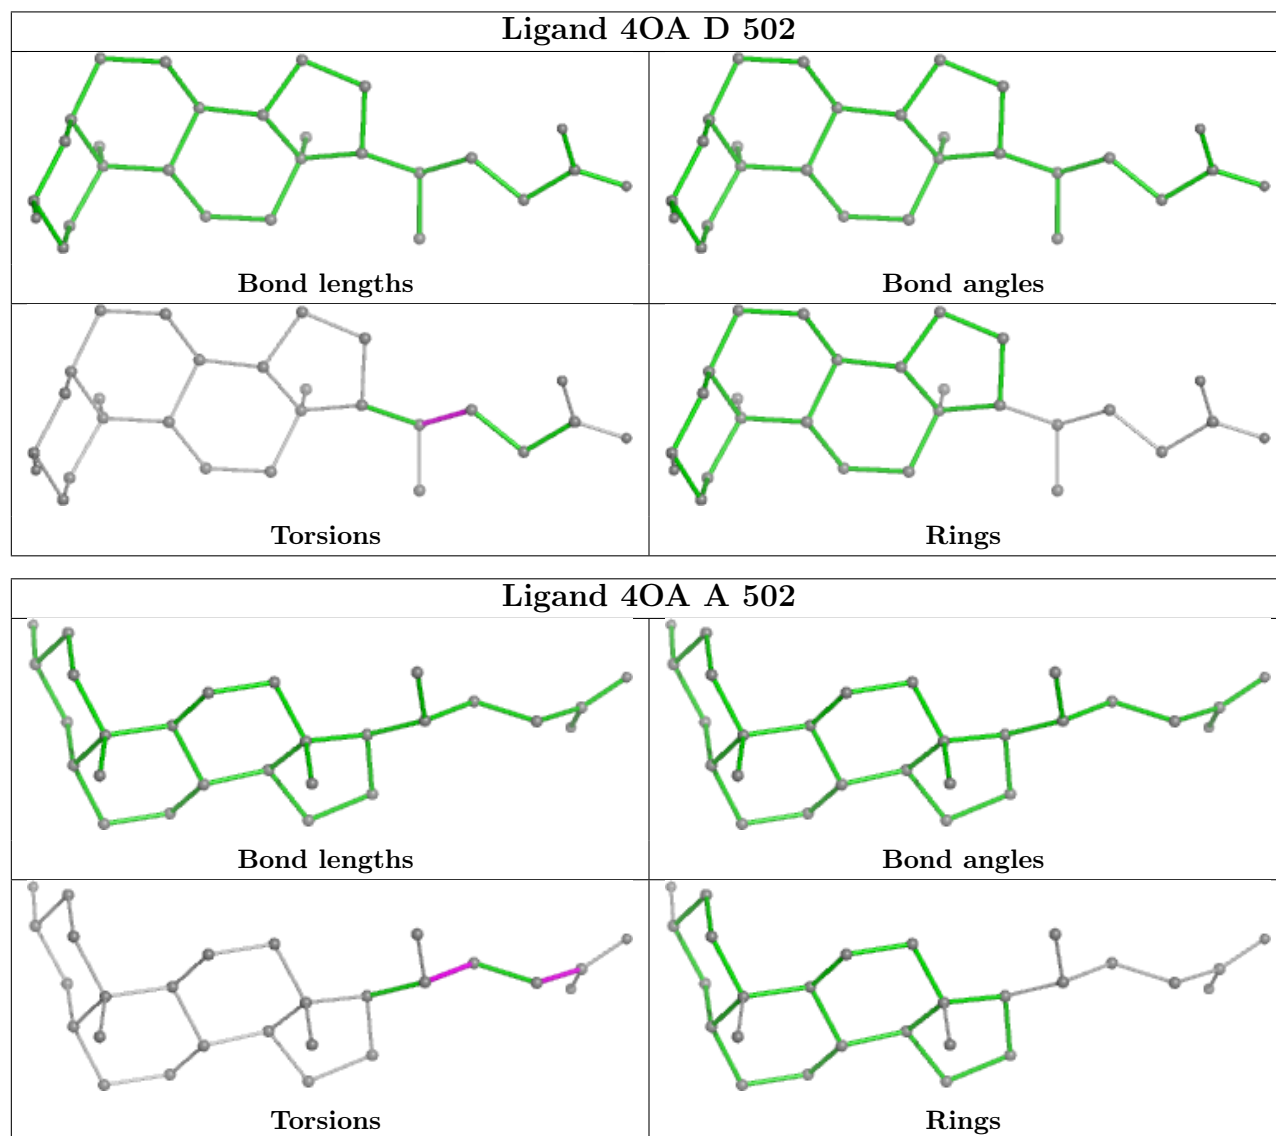 Ligand 4OA D 502
Bond lengths
Bond angles
Torsions
Rings
Ligand 4OA A 502
Bond lengths
Bond angles
Torsions
Rings